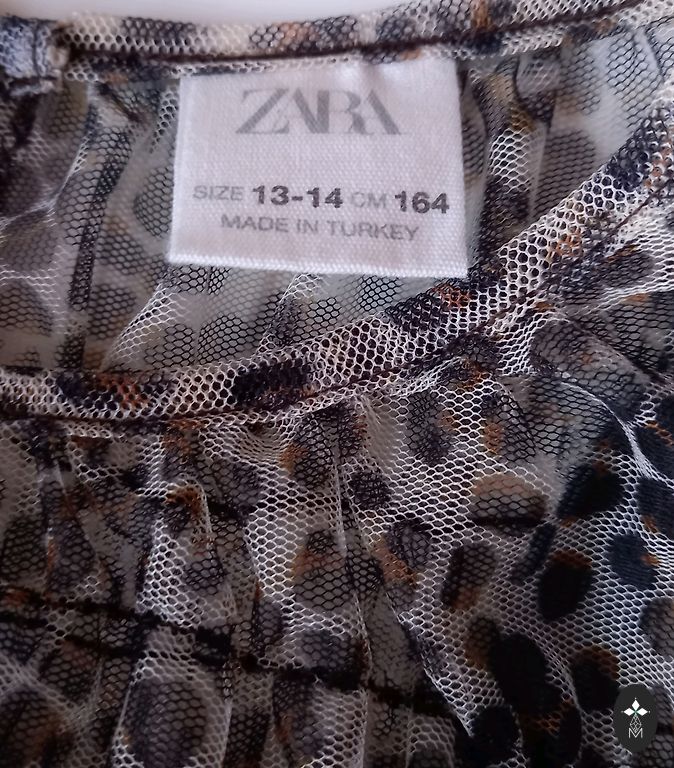 ZARA
SIZE 13-14 CM 164
MADE IN TURKEY